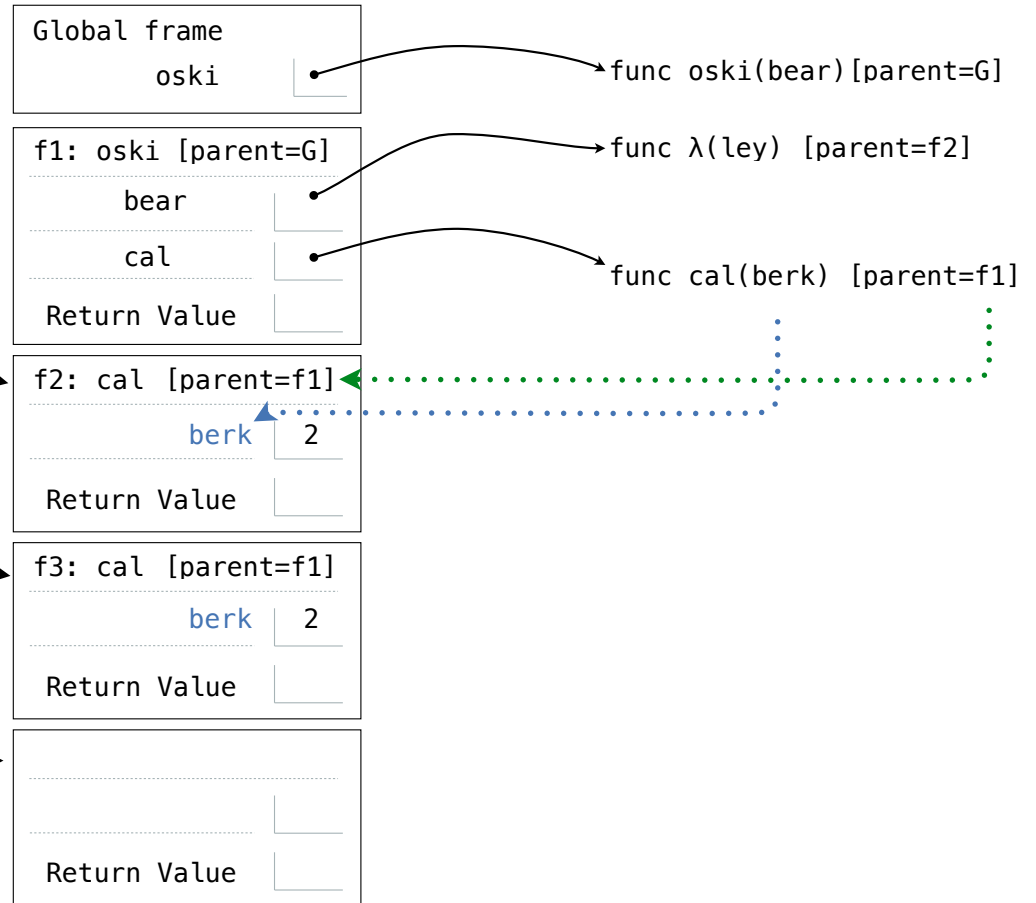 Global frame
oski
func oski(bear)[parent=G]
f1: oski [parent=G]
func λ(ley) [parent=f2]
bear
cal
func cal(berk) [parent=f1]
Return Value
f2: cal [parent=f1]
berk 2
Return Value
f3: cal [parent=f1]
berk 2
Return Value
Return Value